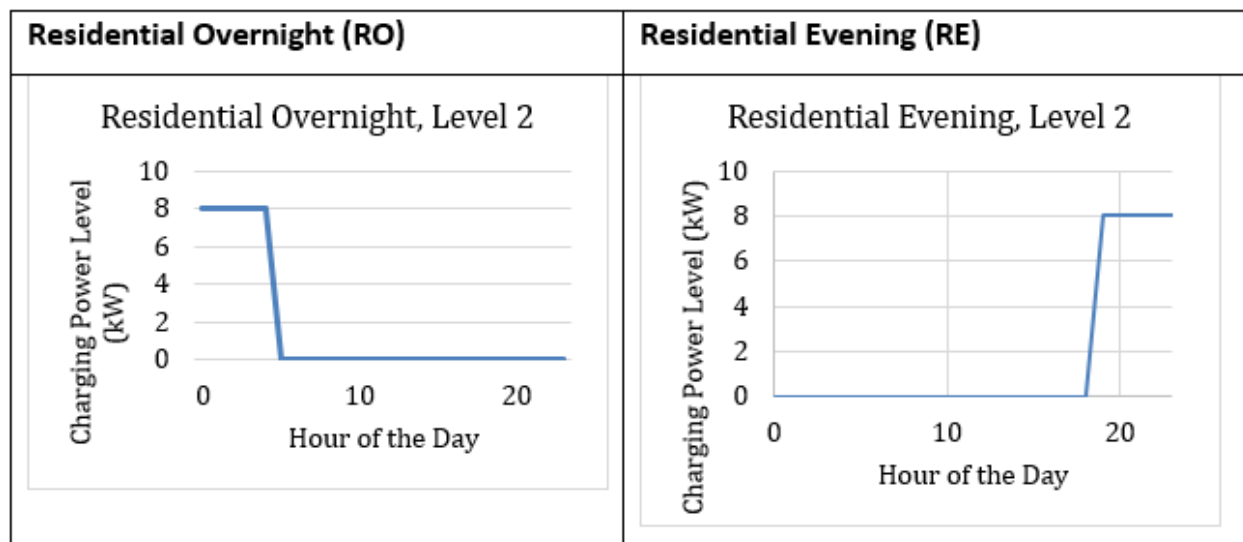 Residential Overnight (RO)
Residential Evening (RE)
Residential Overnight, Level 2
Charging Power Level
(kW)
10
8
6
4
2
0
0
10
20
Hour of the Day
Residential Evening, Level 2
Charging Power Level (kW)
10
8
6
4
2
0
0
10
20
Hour of the Day